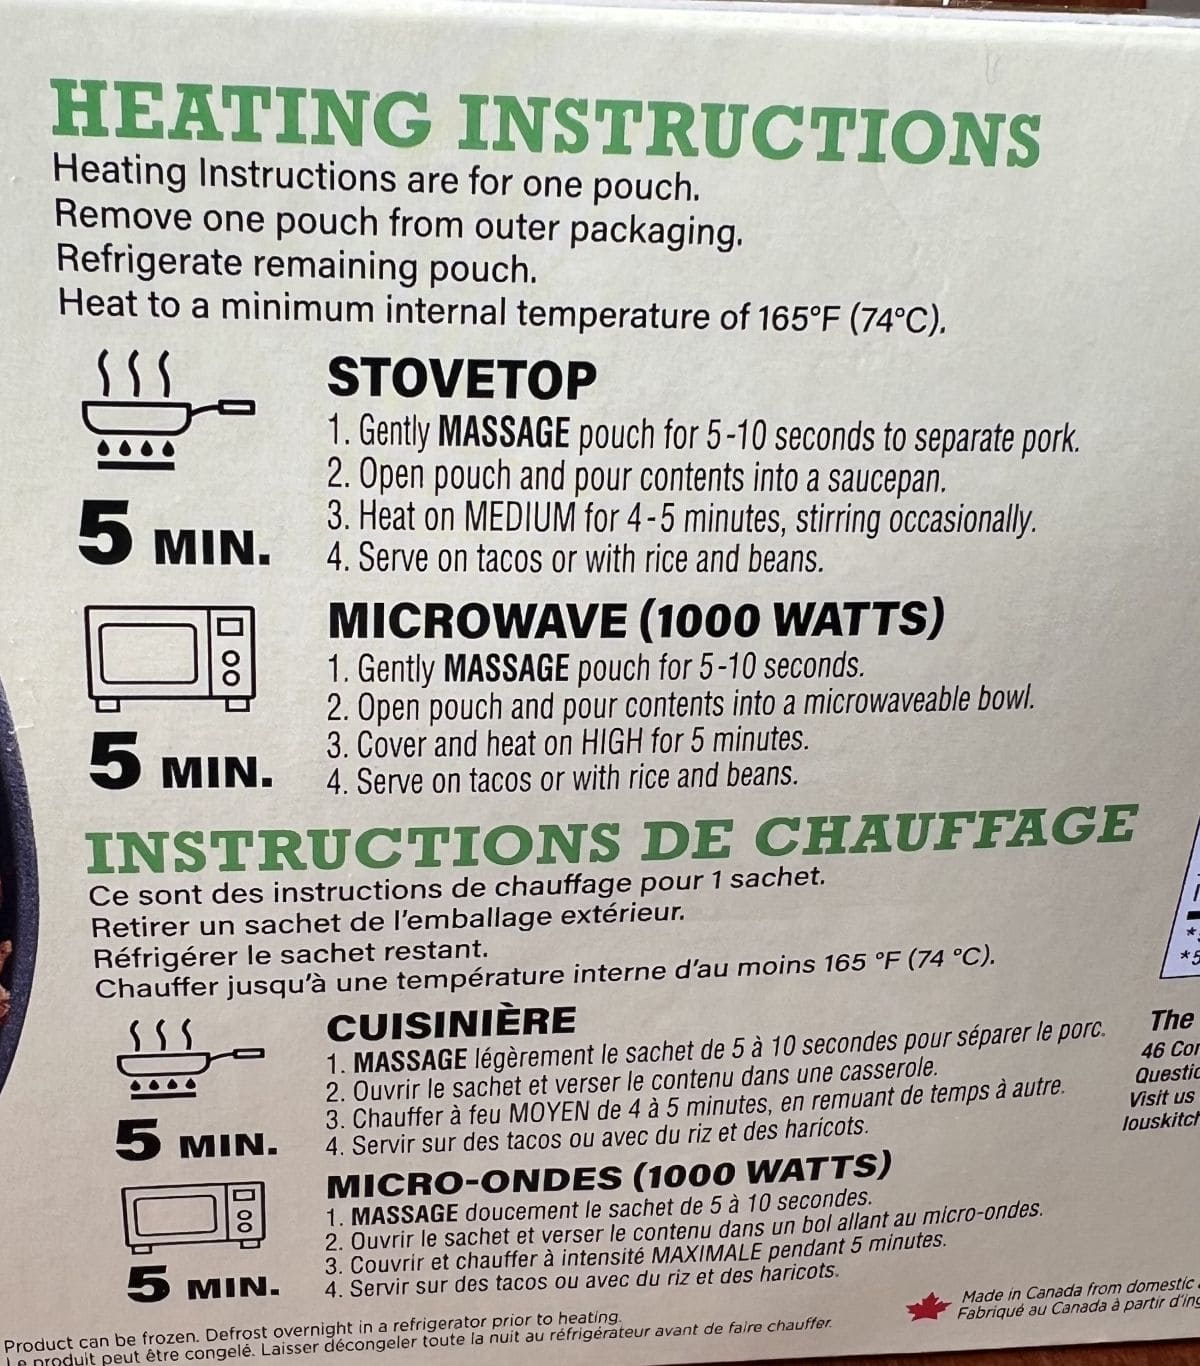 HEATING INSTRUCTIONS
Heating Instructions are for one pouch.
Remove one pouch from outer packaging.
Refrigerate remaining pouch.
Heat to a minimum internal temperature of 165°F (74°C).
STOVETOP
1. Gently MASSAGE pouch for 5-10 seconds to separate pork.
2. Open pouch and pour contents into a saucepan.
3. Heat on MEDIUM for 4-5 minutes, stirring occasionally.
4. Serve on tacos or with rice and beans.
5 MIN.
MICROWAVE (1000 WATTS)
1. Gently MASSAGE pouch for 5-10 seconds.
2. Open pouch and pour contents into a microwaveable bowl.
3. Cover and heat on HIGH for 5 minutes.
4. Serve on tacos or with rice and beans.
5 MIN.
INSTRUCTIONS DE CHAUFFAGE
Ce sont des instructions de chauffage pour 1 sachet.
Retirer un sachet de l'emballage extérieur.
Réfrigérer le sachet restant.
Chauffer jusqu'à une température interne d'au moins 165 °F (74 °C).
CUISINIÈRE
1. MASSAGE légèrement le sachet de 5 à 10 secondes pour séparer le porc.
2. Ouvrir le sachet et verser le contenu dans une casserole.
3. Chauffer à feu MOYEN de 4 à 5 minutes, en remuant de temps à autre.
4. Servir sur des tacos ou avec du riz et des haricots.
5 MIN.
MICRO-ONDES (1000 WATTS)
1. MASSAGE doucement le sachet de 5 à 10 secondes.
2. Ouvrir le sachet et verser le contenu dans un bol allant au micro-ondes.
3. Couvrir et chauffer à intensité MAXIMALE pendant 5 minutes.
4. Servir sur des tacos ou avec du riz et des haricots.
5 MIN.
Product can be frozen. Defrost overnight in a refrigerator prior to heating.
Le produit peut être congelé. Laisser décongeler toute la nuit au réfrigérateur avant de faire chauffer.
*5
The
46
Visit us
Made in Canada from domestic
Fabriqué au Canada à partir